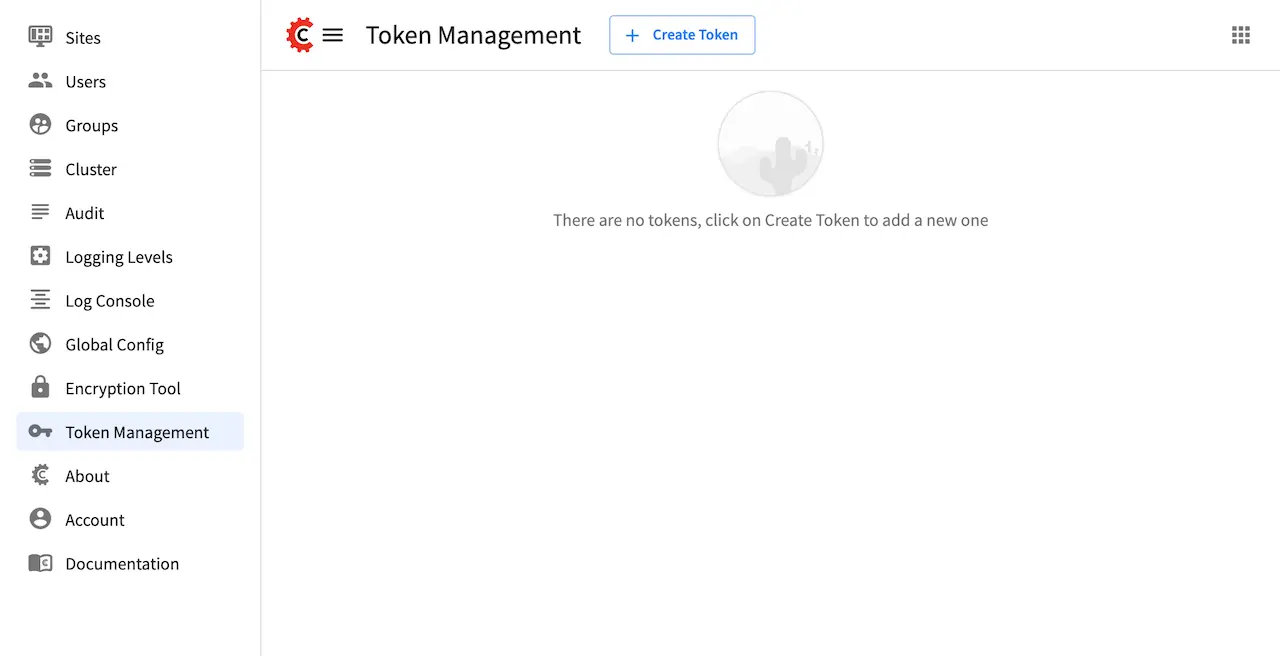 Sites
Users
Groups
Cluster
Audit
Logging Levels
Log Console
Global Config
Encryption Tool
Token Management
About
Account
Documentation
Token Management
Create Token
There are no tokens, click on Create Token to add a new one